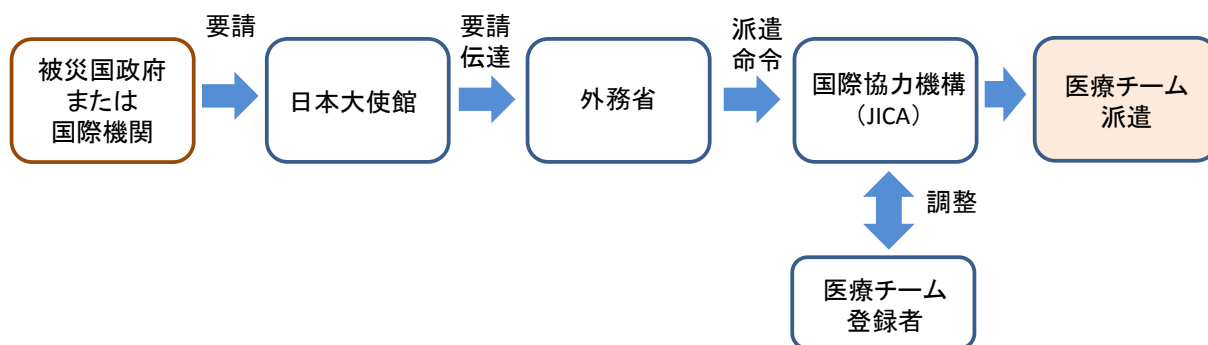 要請
要請
伝達
派遣
命令
被災国政府
または
国際機関
日本大使館
外務省
国際協力機構
（JICA）
医療チーム
派遣
調整
医療チーム
登録者